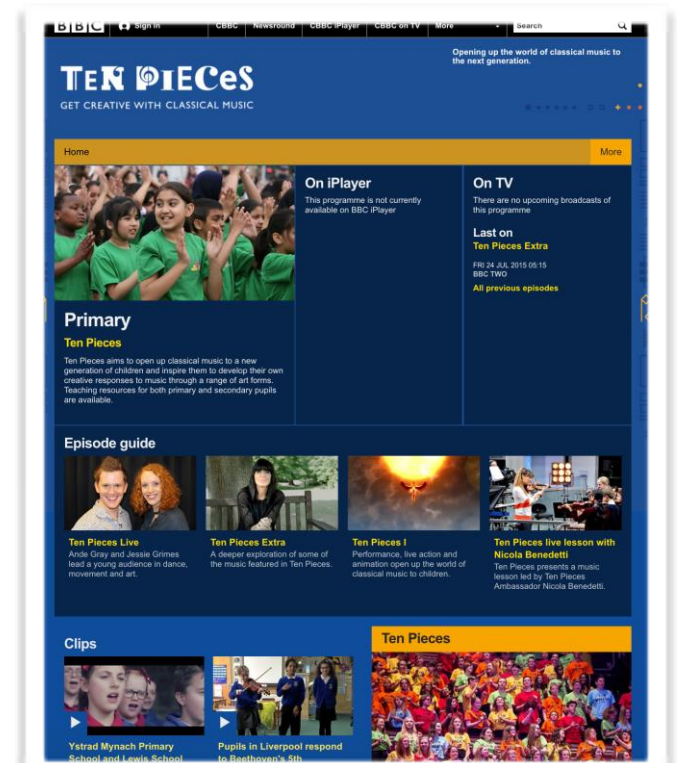 BBC Sign in CBBC Newsround CBBC iPlayer CBBC on TV More Search
Opening up the world of classical music to
the next generation.
TEN PIECES
GET CREATIVE WITH CLASSICAL MUSIC
Home More
Primary
Ten Pieces
Ten Pieces aims to open up classical music to a new
generation of children and inspire them to develop their own
creative responses to music through a range of art forms.
Teaching resources for both primary and secondary pupils
are available.
On iPlayer
This programme is not currently
available on BBC iPlayer
On TV
There are no upcoming broadcasts of
this programme
Last on
Ten Pieces Extra
FRI 24 JUL 2015 05:15
BBC TWO
All previous episodes
Episode guide
Ten Pieces Live
Ande Gray and Jessie Grimes
lead a young audience in dance,
movement and art.
Ten Pieces Extra
A deeper exploration of some of
the music featured in Ten Pieces.
Ten Pieces I
Performance, live action and
animation open up the world of
classical music to children.
Ten Pieces live lesson with
Nicola Benedetti
Ten Pieces presents a music
lesson led by Ten Pieces
Ambassador Nicola Benedetti.
Clips
Ystrad Mynach Primary
School and Lewis School
Pupils in Liverpool respond
to Beethoven's 5th
Ten Pieces